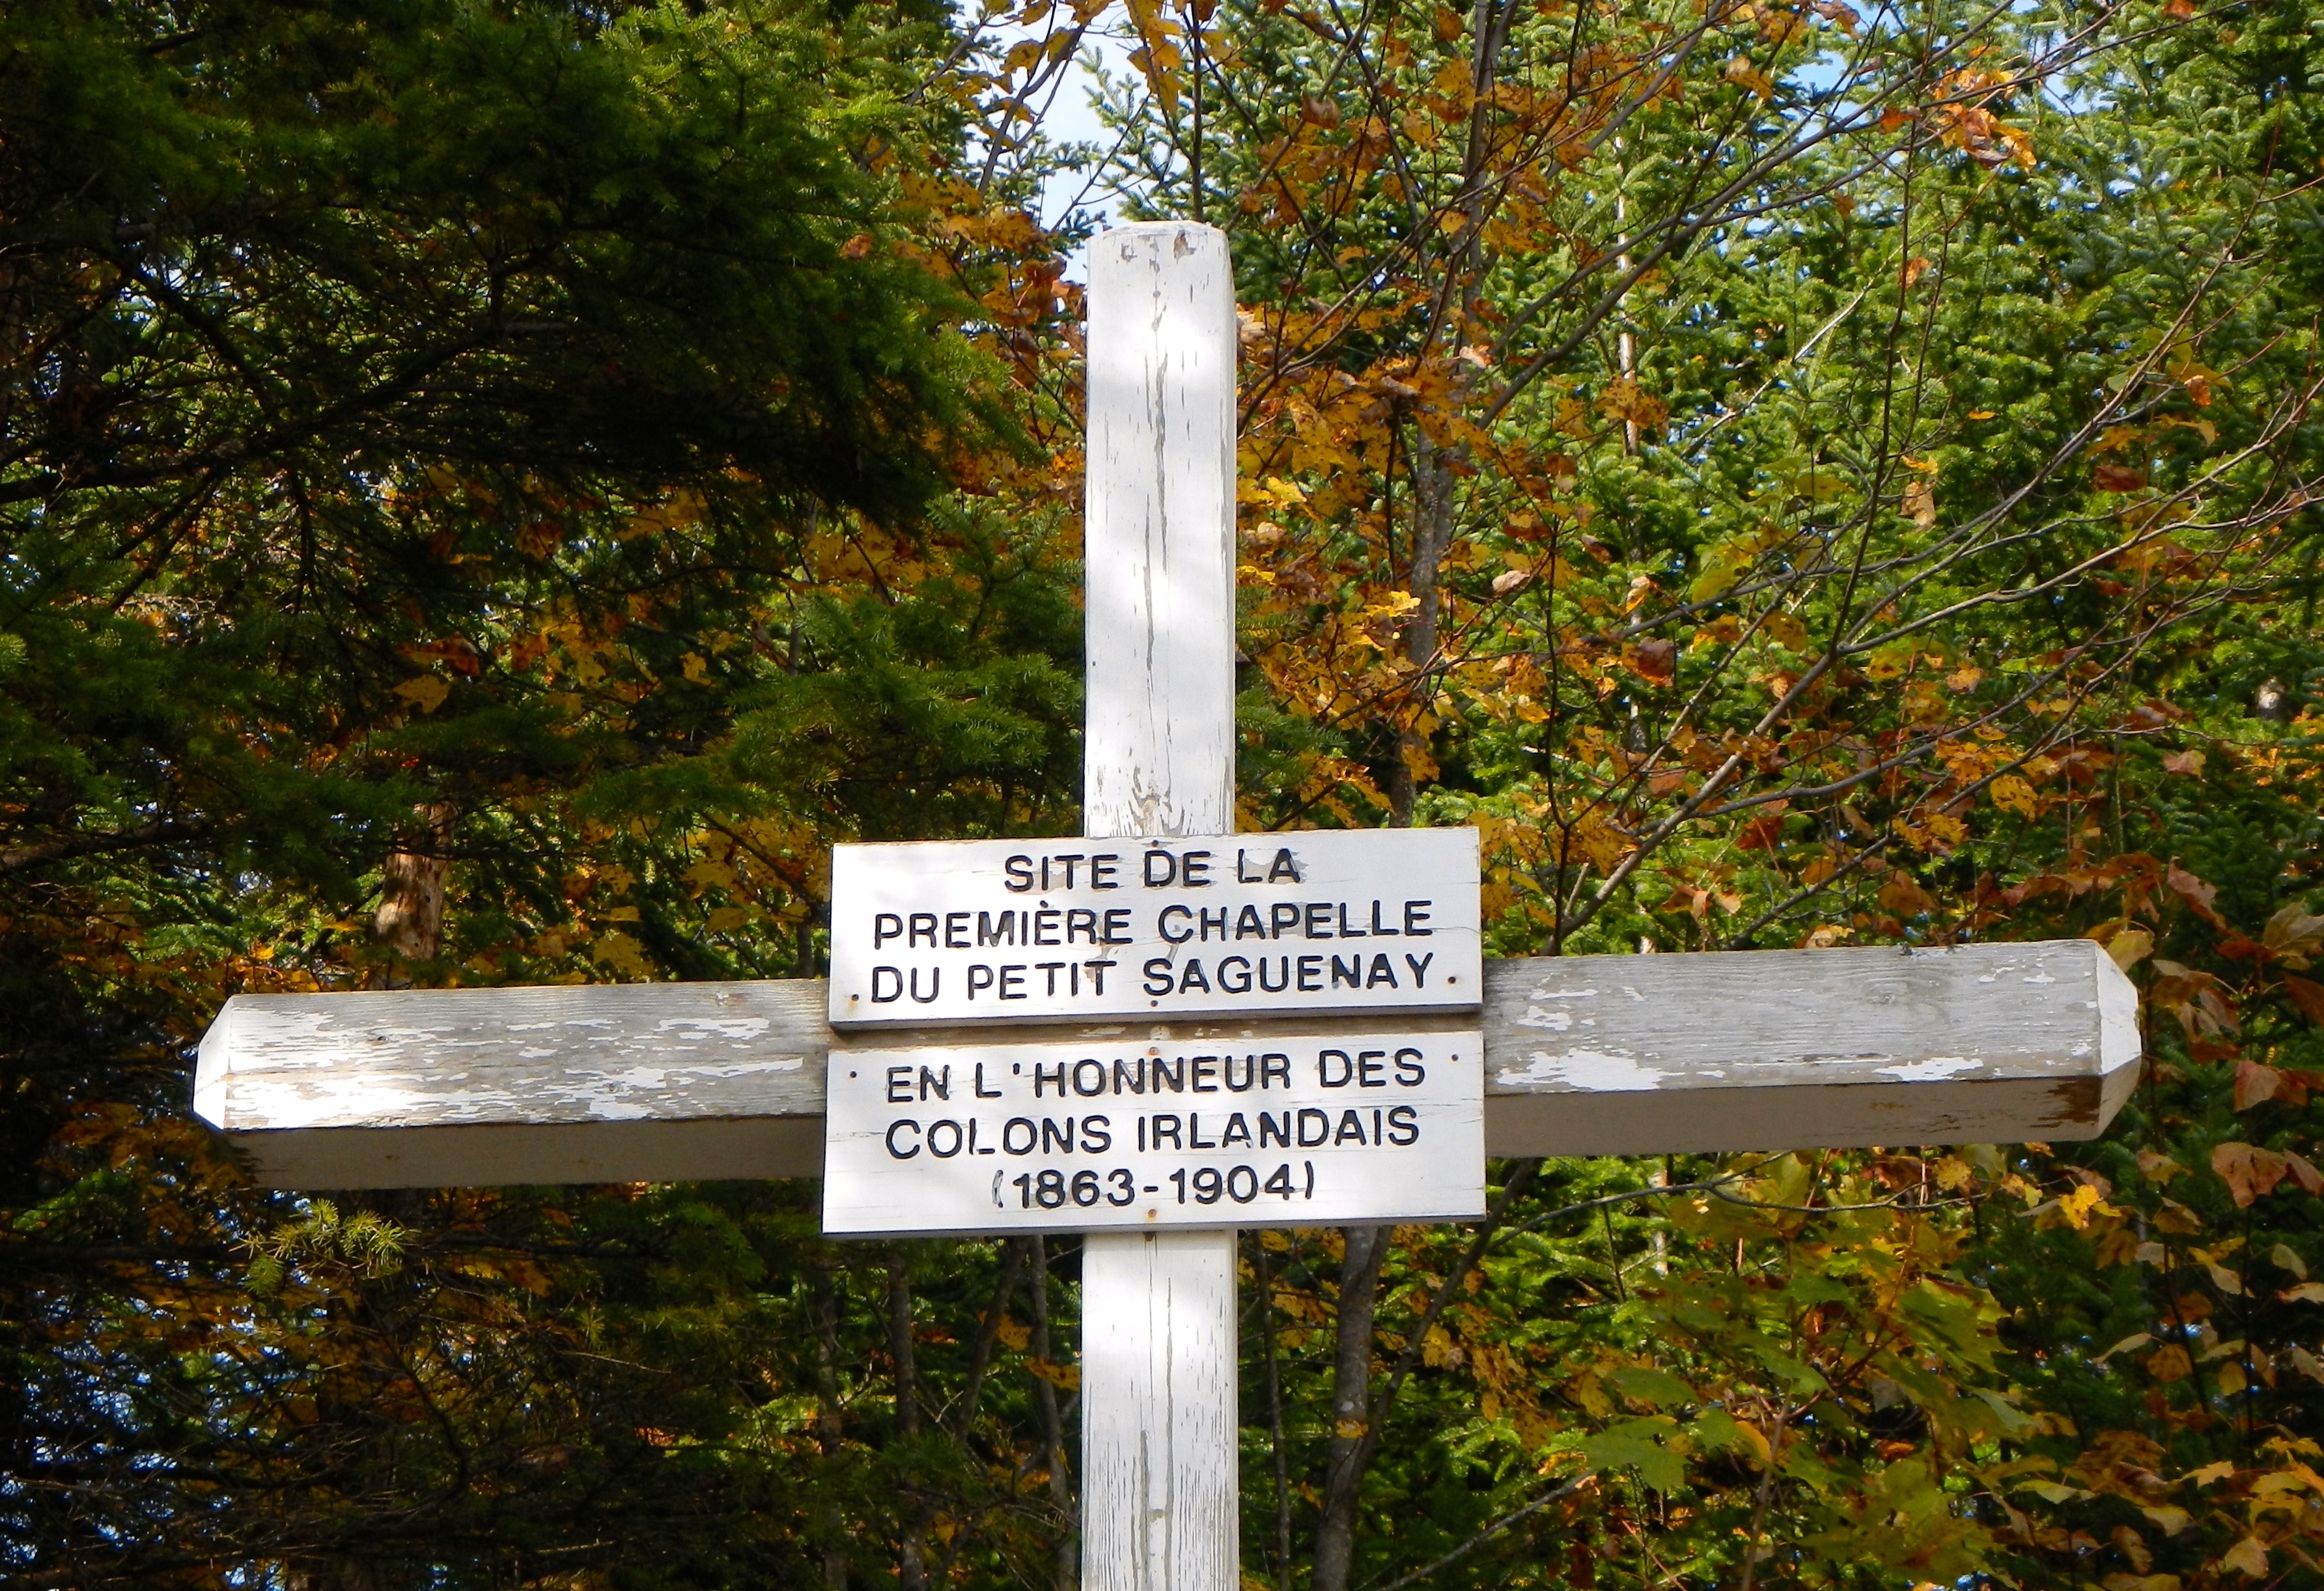 SITE DE LA
PREMIÈRE CHAPELLE
DU PETIT SAGUENAY
EN L'HONNEUR DES
COLONS IRLANDAIS
(1863-1904)